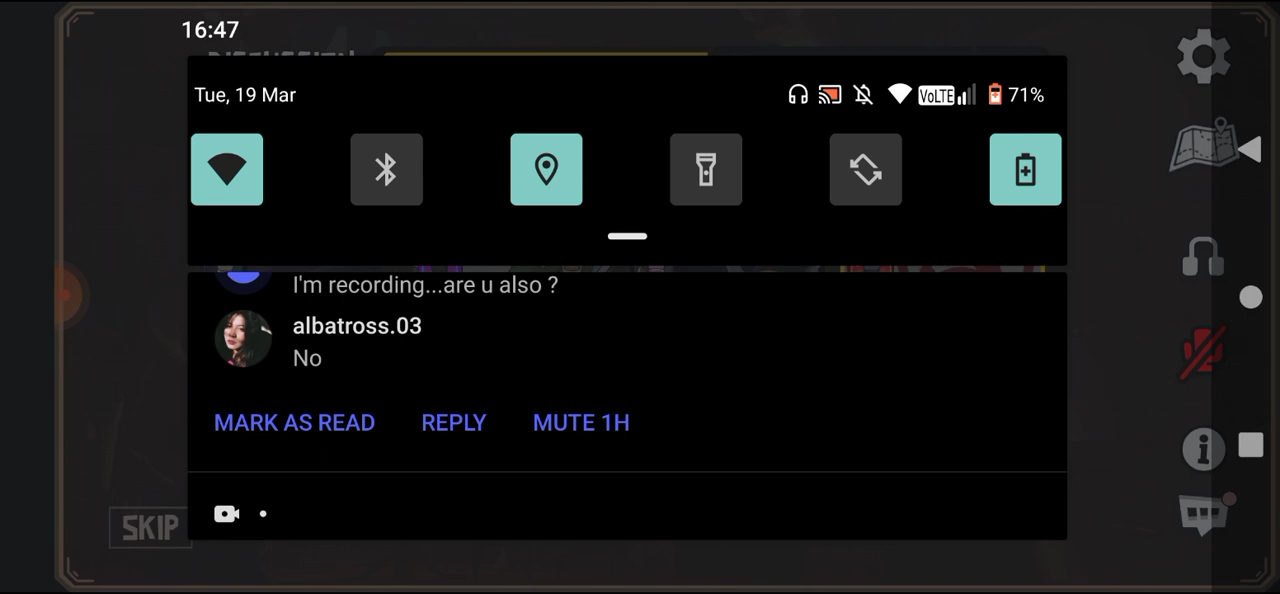 16:47
Tue, 19 Mar
VoLTE
71%
I'm recording...are u also ?
albatross.03
No
MARK AS READ
REPLY
MUTE 1H
SKIP